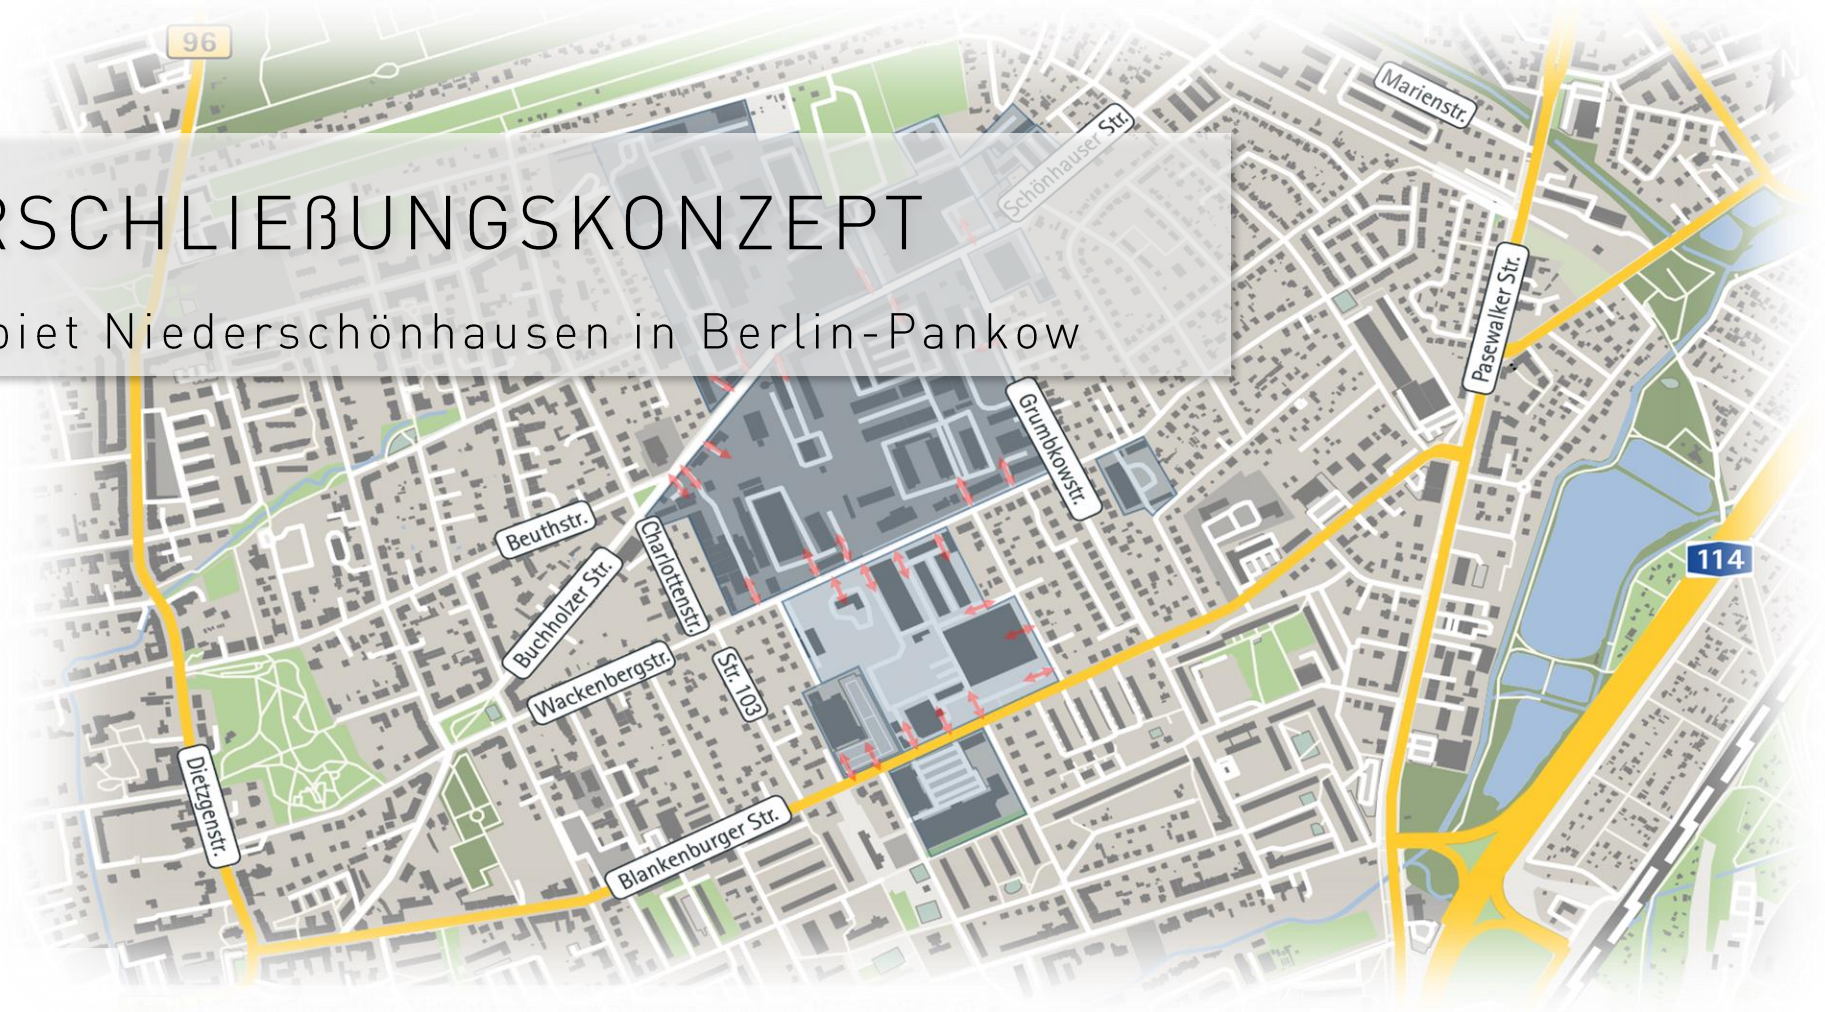 96
Marienstr.
Schönhauser Str.
RSCHLIEßUNGSKONZEPT
Pasewalker Str.
biet Niederschönhausen in Berlin-Pankow
Grumbkowstr.
Beuthstr.
Charlottenstr.
114
Buchholzer Str.
Wackenbergstr.
Str. 103
Dietzgenstr.
Blankenburger Str.